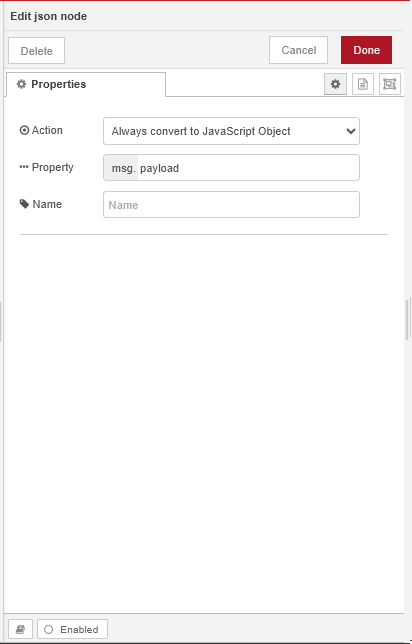 Edit json node
Delete
Cancel
Done
Properties
Action
Always convert to JavaScript Object
Property
msg. payload
Name
Name
Enabled